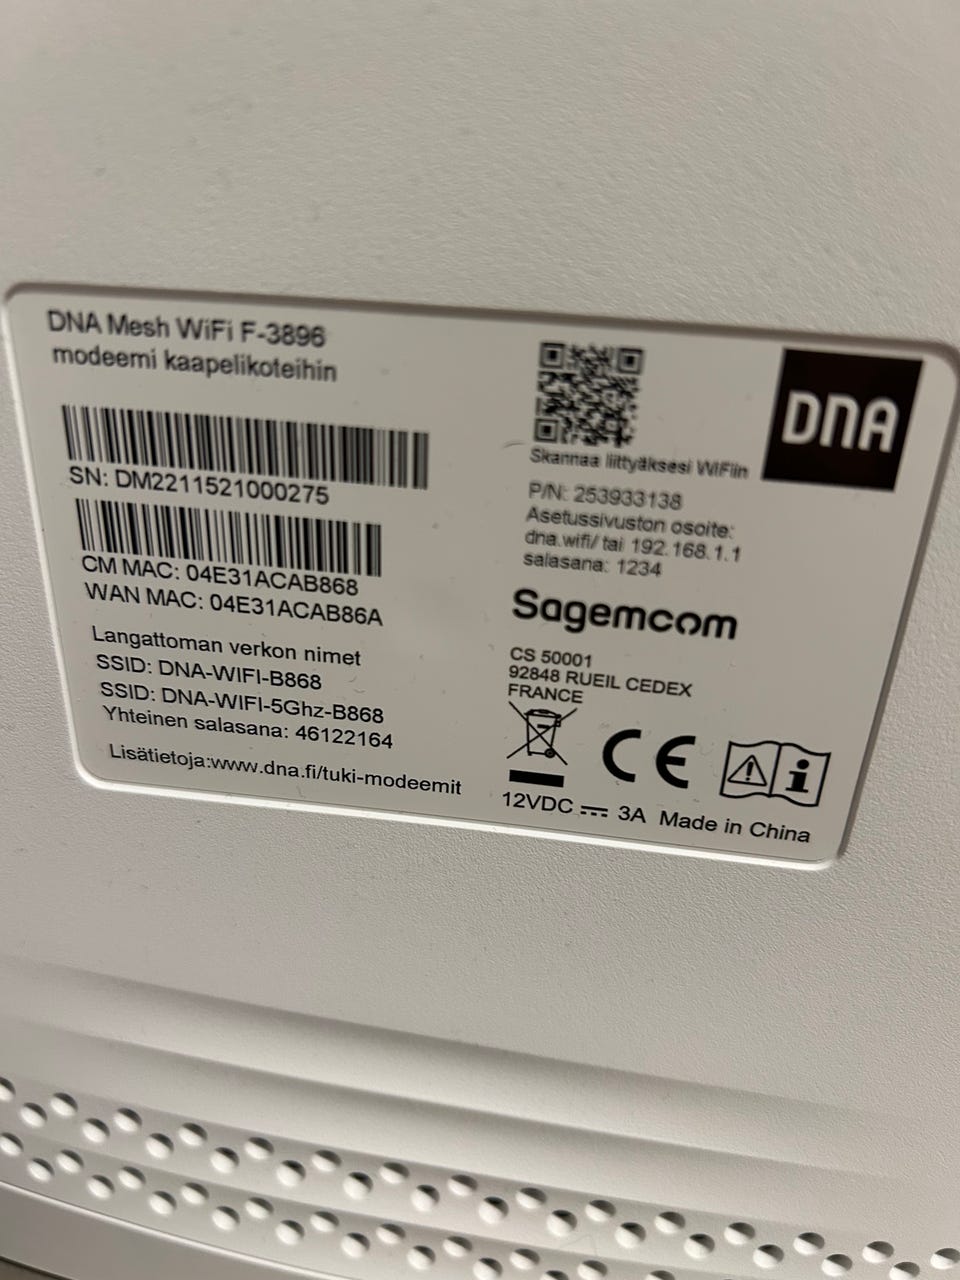 DNA Mesh WiFi F-3896
modeemi kaapelikoteihin
SN: DM2211521000275
CM MAC: 04E31ACAB868
WAN MAC: 04E31ACAB86A
Langattoman verkon nimet
SSID: DNA-WIFI-B868
SSID: DNA-WIFI-5Ghz-B868
Yhteinen salasana: 46122164
Lisätietoja:www.dna.fi/tuki-modeemit
DNA
Skannaa liittyäksesi WiFiin
P/N: 253933138
Asetussivuston osoite:
dna.wifi/ tai 192.168.1.1
salasana: 1234
Sagemcom
CS 50001
92848 RUEIL CEDEX
FRANCE
CE
12VDC ⎓ 3A Made in China